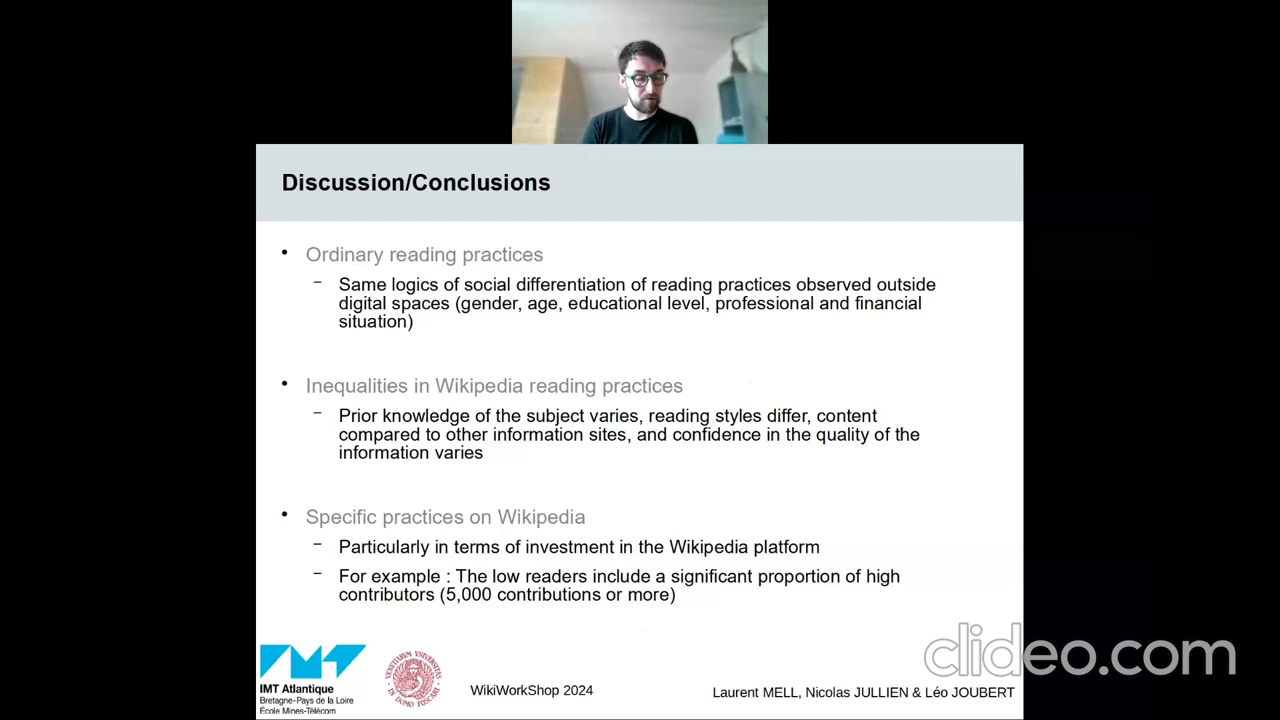 Discussion/Conclusions
• Ordinary reading practices
– Same logics of social differentiation of reading practices observed outside
digital spaces (gender, age, educational level, professional and financial
situation)
• Inequalities in Wikipedia reading practices
– Prior knowledge of the subject varies, reading styles differ, content
compared to other information sites, and confidence in the quality of the
information varies
• Specific practices on Wikipedia
– Particularly in terms of investment in the Wikipedia platform
– For example : The low readers include a significant proportion of high
contributors (5,000 contributions or more)
IMT Atlantique
Bretagne-Pays de la Loire
École Mines-Télécom
WikiWorkShop 2024
Laurent MELL, Nicolas JULLIEN & Léo JOUBERT
clideo.com